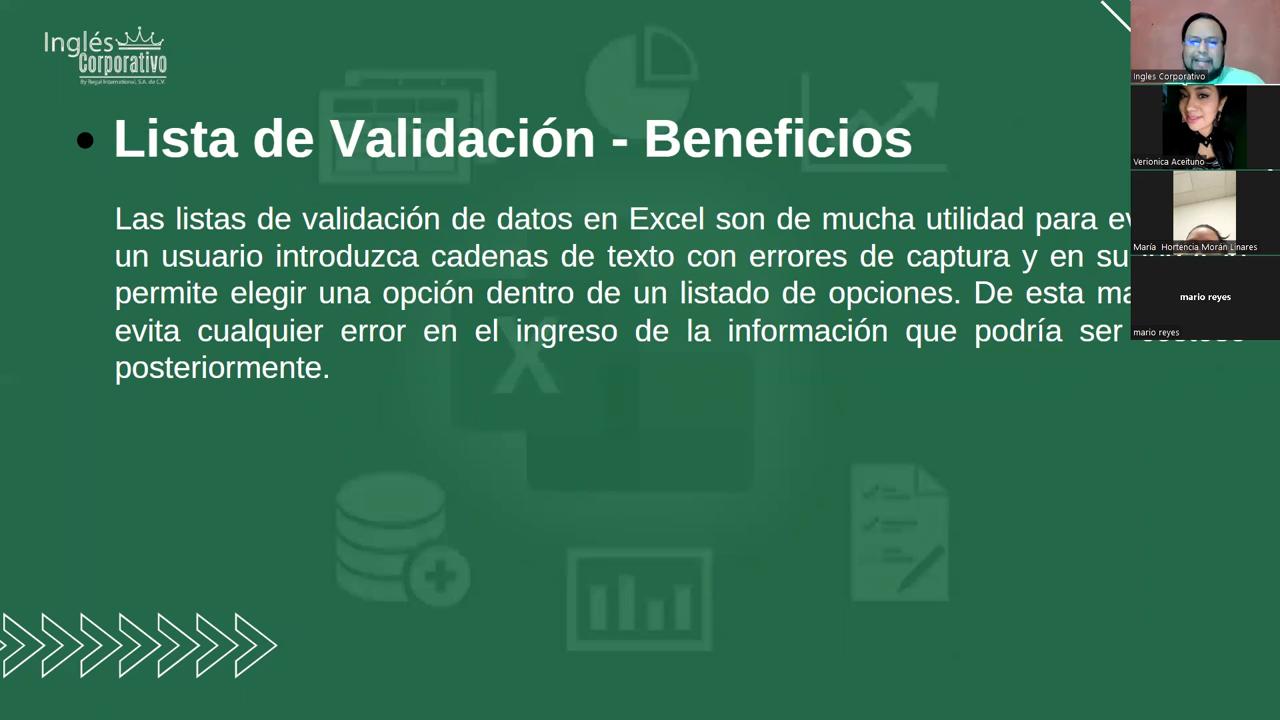 Inglés
Corporativo
By Regal International, S.A. de C.V.
Lista de Validación - Beneficios
Las listas de validación de datos en Excel son de mucha utilidad para
un usuario introduzca cadenas de texto con errores de captura y en su
permite elegir una opción dentro de un listado de opciones. De esta
evita cualquier error en el ingreso de la información que podría ser
posteriormente.
X
Ingles Corporativo
Verionica Aceituno
María Hortencia Morán Linares
mario reyes
mario reyes